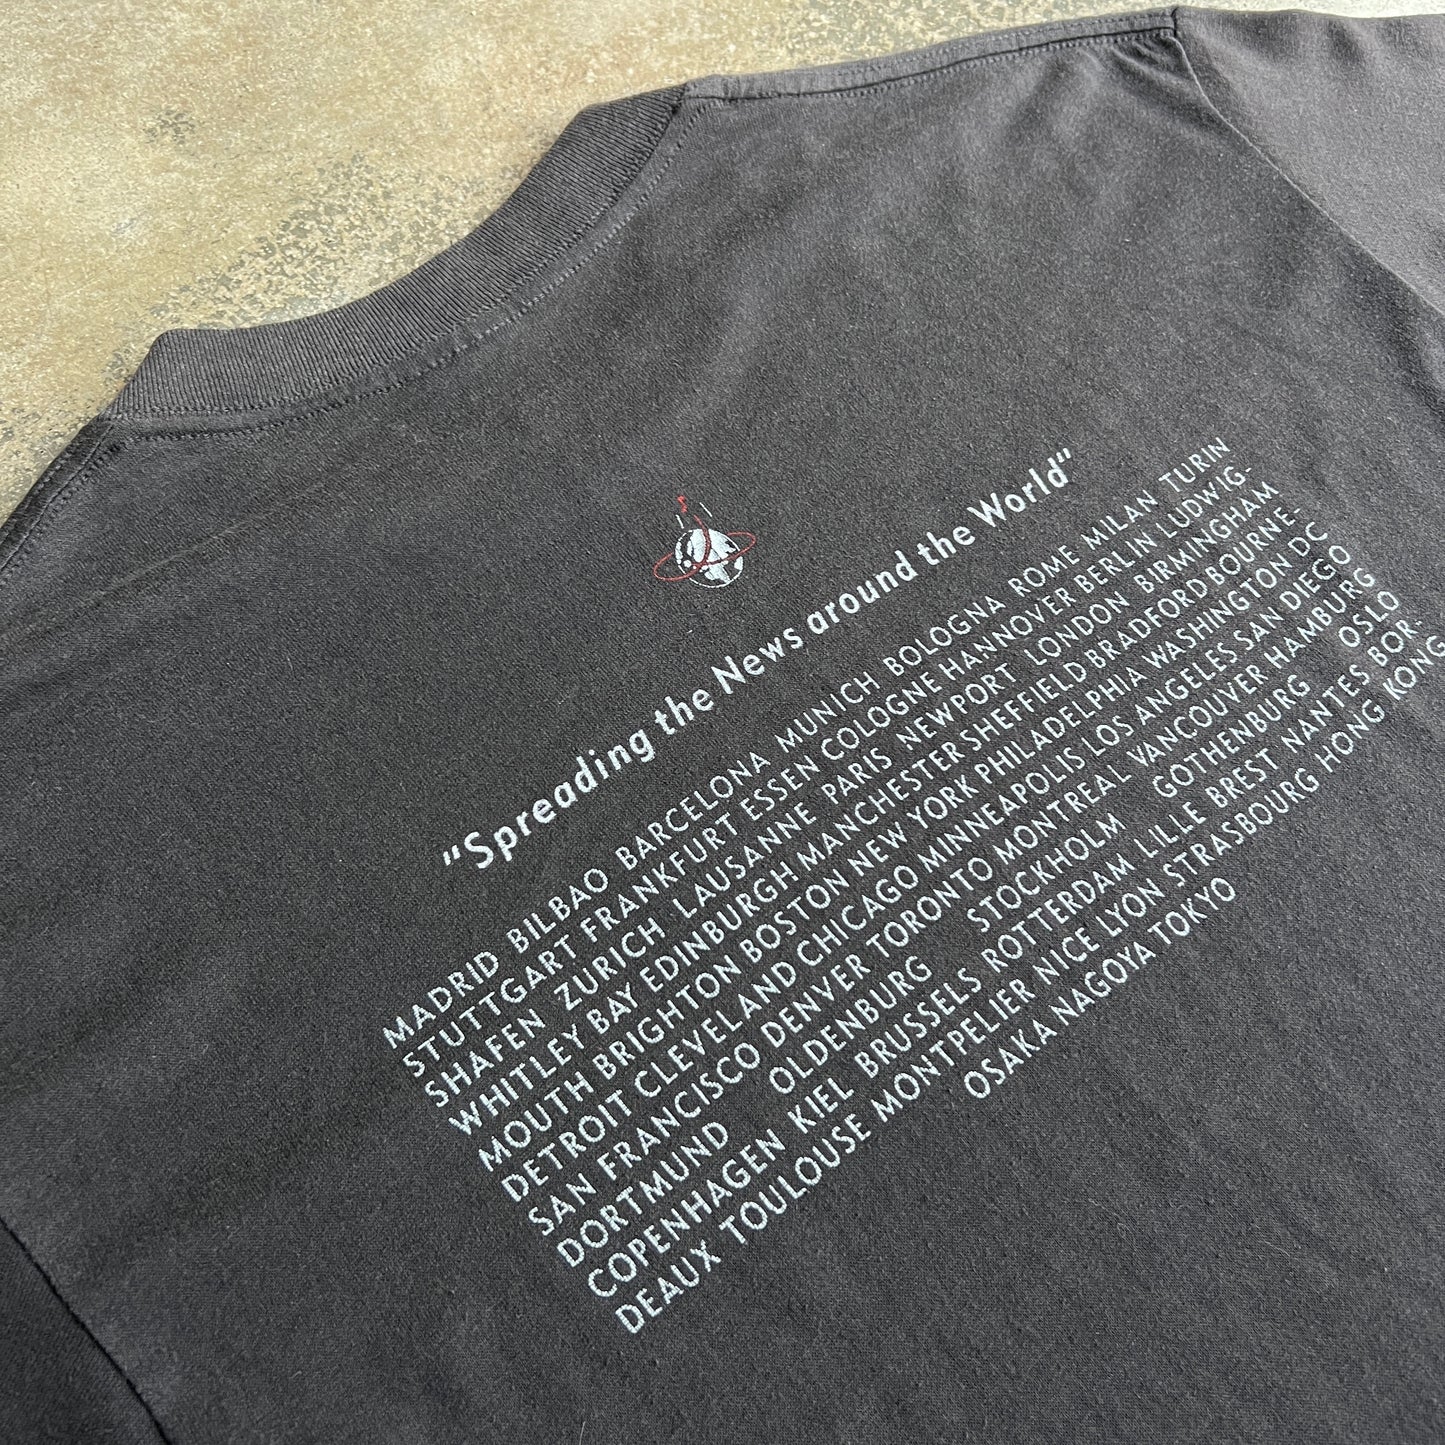 "Spreading the News around the World"
MADRID BILBAO BARCELONA MUNICH BOLOGNA ROME MILAN TURIN
STUTTGART FRANKFURT ESSEN COLOGNE HANNOVER BERLIN LUDWIG-
SHAFEN ZURICH LAUSANNE PARIS NEWPORT LONDON BIRMINGHAM
WHITLEY BAY EDINBURGH MANCHESTER SHEFFIELD BRADFORD BOURNE-
MOUTH BRIGHTON BOSTON NEW YORK PHILADELPHIA WASHINGTON DC
DETROIT CLEVELAND CHICAGO MINNEAPOLIS LOS ANGELES SAN DIEGO
SAN FRANCISCO DENVER TORONTO MONTREAL VANCOUVER HAMBURG
DORTMUND OLDENBURG STOCKHOLM GOTHENBURG OSLO
COPENHAGEN KIEL BRUSSELS ROTTERDAM LILLE BREST NANTES BOR-
DEAUX TOULOUSE MONTPELIER NICE LYON STRASBOURG HONG KONG
OSAKA NAGOYA TOKYO